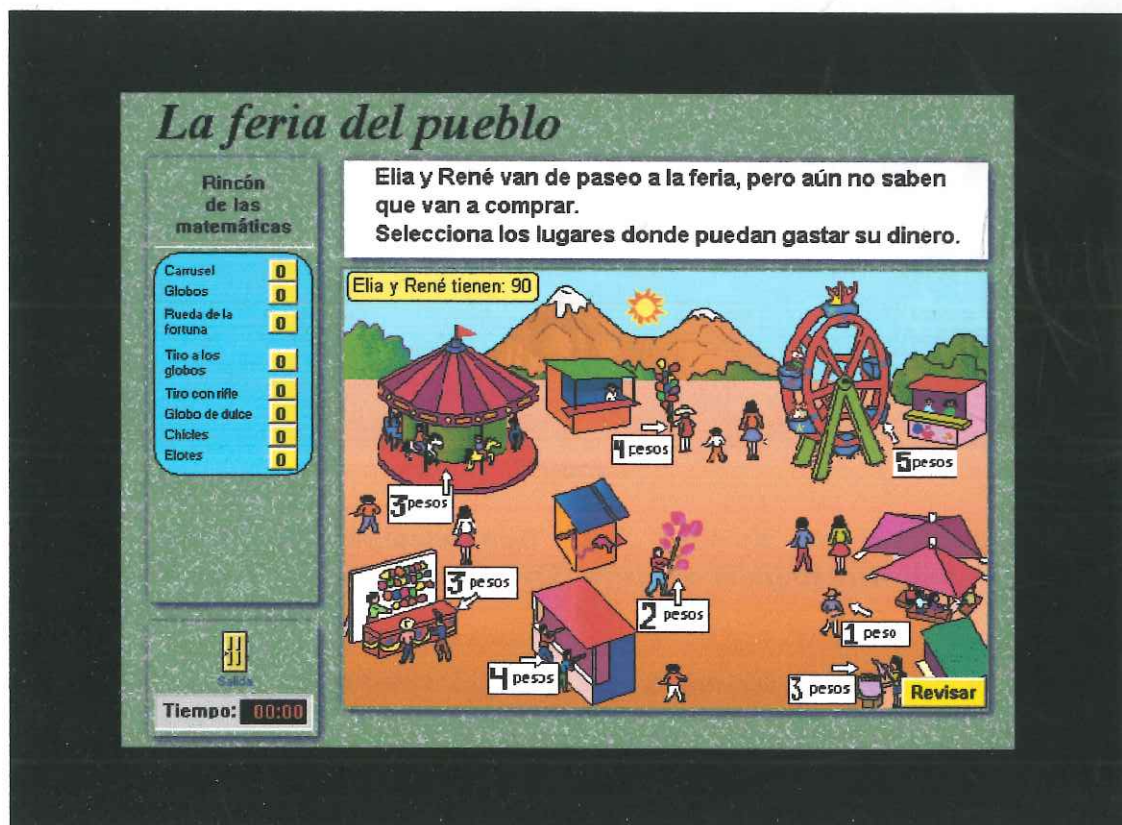 La feria del pueblo
Rincón
de las
matemáticas
Carrusel 0
Globos 0
Rueda de la
fortuna 0
Tiro a los
globos 0
Tiro con rifle 0
Globo de dulce 0
Chicles 0
Elotes 0
Salida
Tiempo: 00:00
Elia y René van de paseo a la feria, pero aún no saben
que van a comprar.
Selecciona los lugares donde puedan gastar su dinero.
Elia y René tienen: 90
4 pesos
5 pesos
3 pesos
3 pesos
2 pesos
1 peso
4 pesos
3 pesos
Revisar